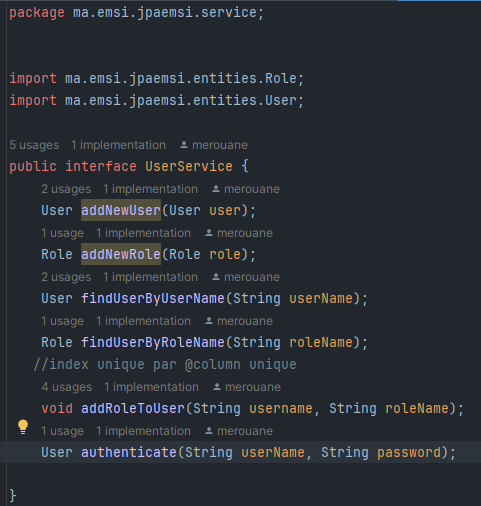 package ma.emsi.jpaemsi.service;
import ma.emsi.jpaemsi.entities.Role;
import ma.emsi.jpaemsi.entities.User;
5 usages 1 implementation merouane
public interface UserService {
2 usages 1 implementation merouane
User addNewUser(User user);
1 usage 1 implementation merouane
Role addNewRole(Role role);
2 usages 1 implementation merouane
User findUserByUserName(String userName);
1 usage 1 implementation merouane
Role findUserByRoleName(String roleName);
//index unique par @column unique
4 usages 1 implementation merouane
void addRoleToUser(String username, String roleName);
1 usage 1 implementation merouane
User authenticate(String userName, String password);
}